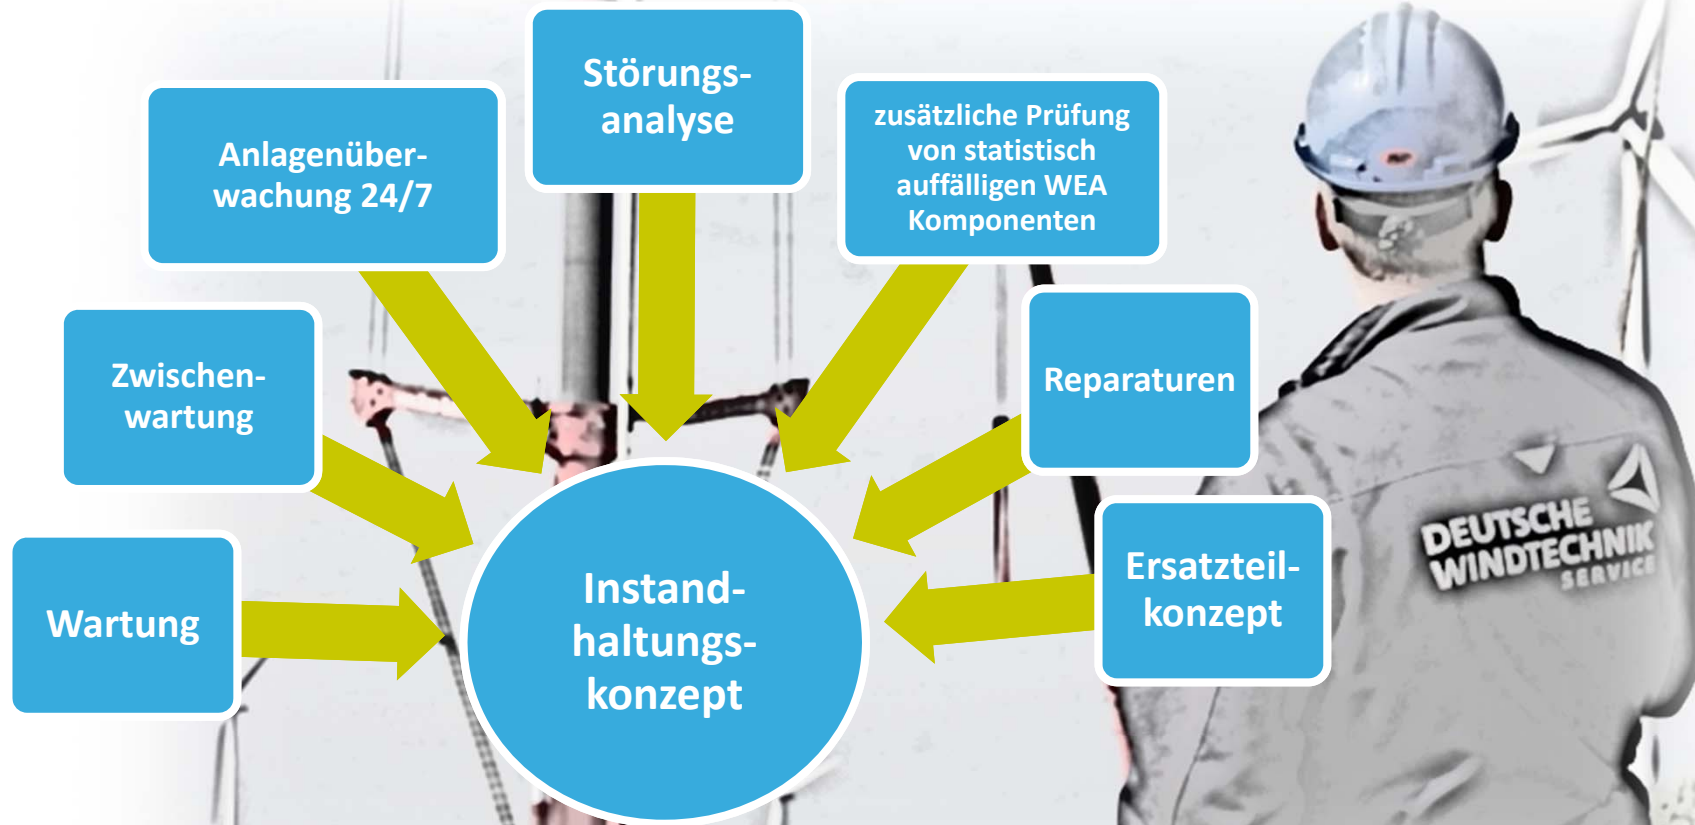 Störungs-
analyse
Anlagenüber-
wachung 24/7
zusätzliche Prüfung
von statistisch
auffälligen WEA
Komponenten
Zwischen-
wartung
Reparaturen
Wartung
Instand-
haltungs-
konzept
Ersatzteil-
konzept
DEUTSCHE
WINDTECHNIK
SERVICE